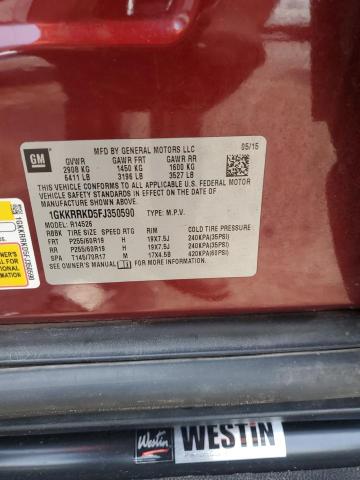 GM
MFD BY GENERAL MOTORS LLC
05/15
GVWR GAWR FRT GAWR RR
2908 KG 1450 KG 1600 KG
6411 LB 3196 LB 3527 LB
THIS VEHICLE CONFORMS TO ALL APPLICABLE U.S. FEDERAL MOTOR
VEHICLE SAFETY STANDARDS IN EFFECT ON THE DATE OF
MANUFACTURE SHOWN ABOVE.
1GKKRRKD5FJ350590 TYPE: M.P.V.
MODEL: R14526
RBBK TIRE SIZE SPEED RTG RIM COLD TIRE PRESSURE
FRT P255/60R19 H 19X7.5J 240KPA(35PSI)
RR P255/60R19 H 19X7.5J 240KPA(35PSI)
SPA T145/70R17 M 17X4.5B 420KPA(60PSI)
SEE OWNER'S MANUAL FOR MORE INFORMATION.
1GKKRRKD5FJ350590
Westin
WESTIN